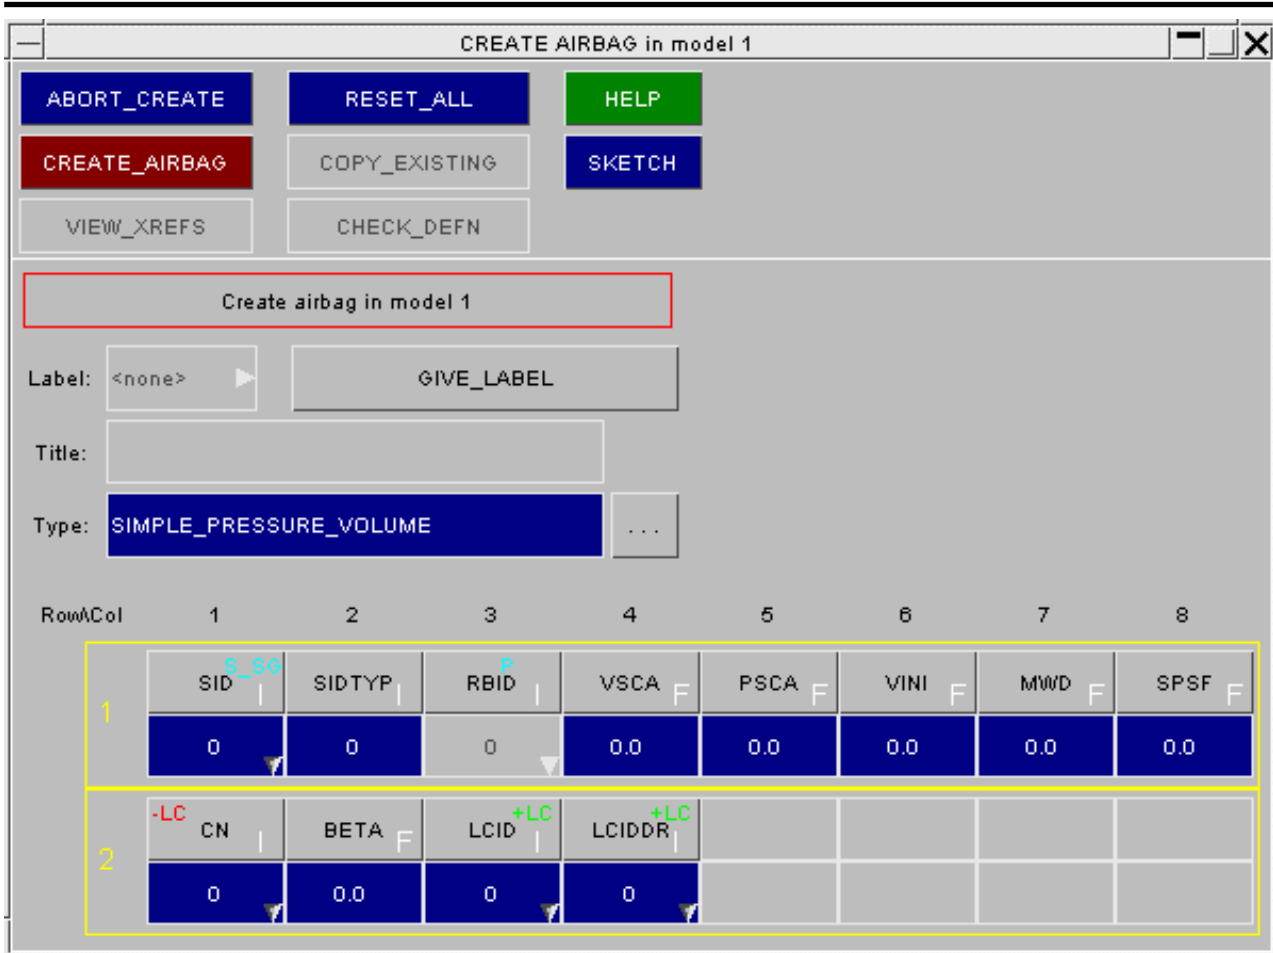 CREATE AIRBAG in model 1
ABORT_CREATE RESET_ALL HELP
CREATE_AIRBAG COPY_EXISTING SKETCH
VIEW_XREFS CHECK_DEFN
Create airbag in model 1
Label: <none> GIVE_LABEL
Title:
Type: SIMPLE_PRESSURE_VOLUME ...
Row\Col 1 2 3 4 5 6 7 8
S_SG P
1 SID I SIDTYP I RBID I VSCA F PSCA F VINI F MWD F SPSF F
0 0 0 0.0 0.0 0.0 0.0 0.0
-LC +LC +LC
2 CN I BETA F LCID I LCIDDR I
0 0.0 0 0